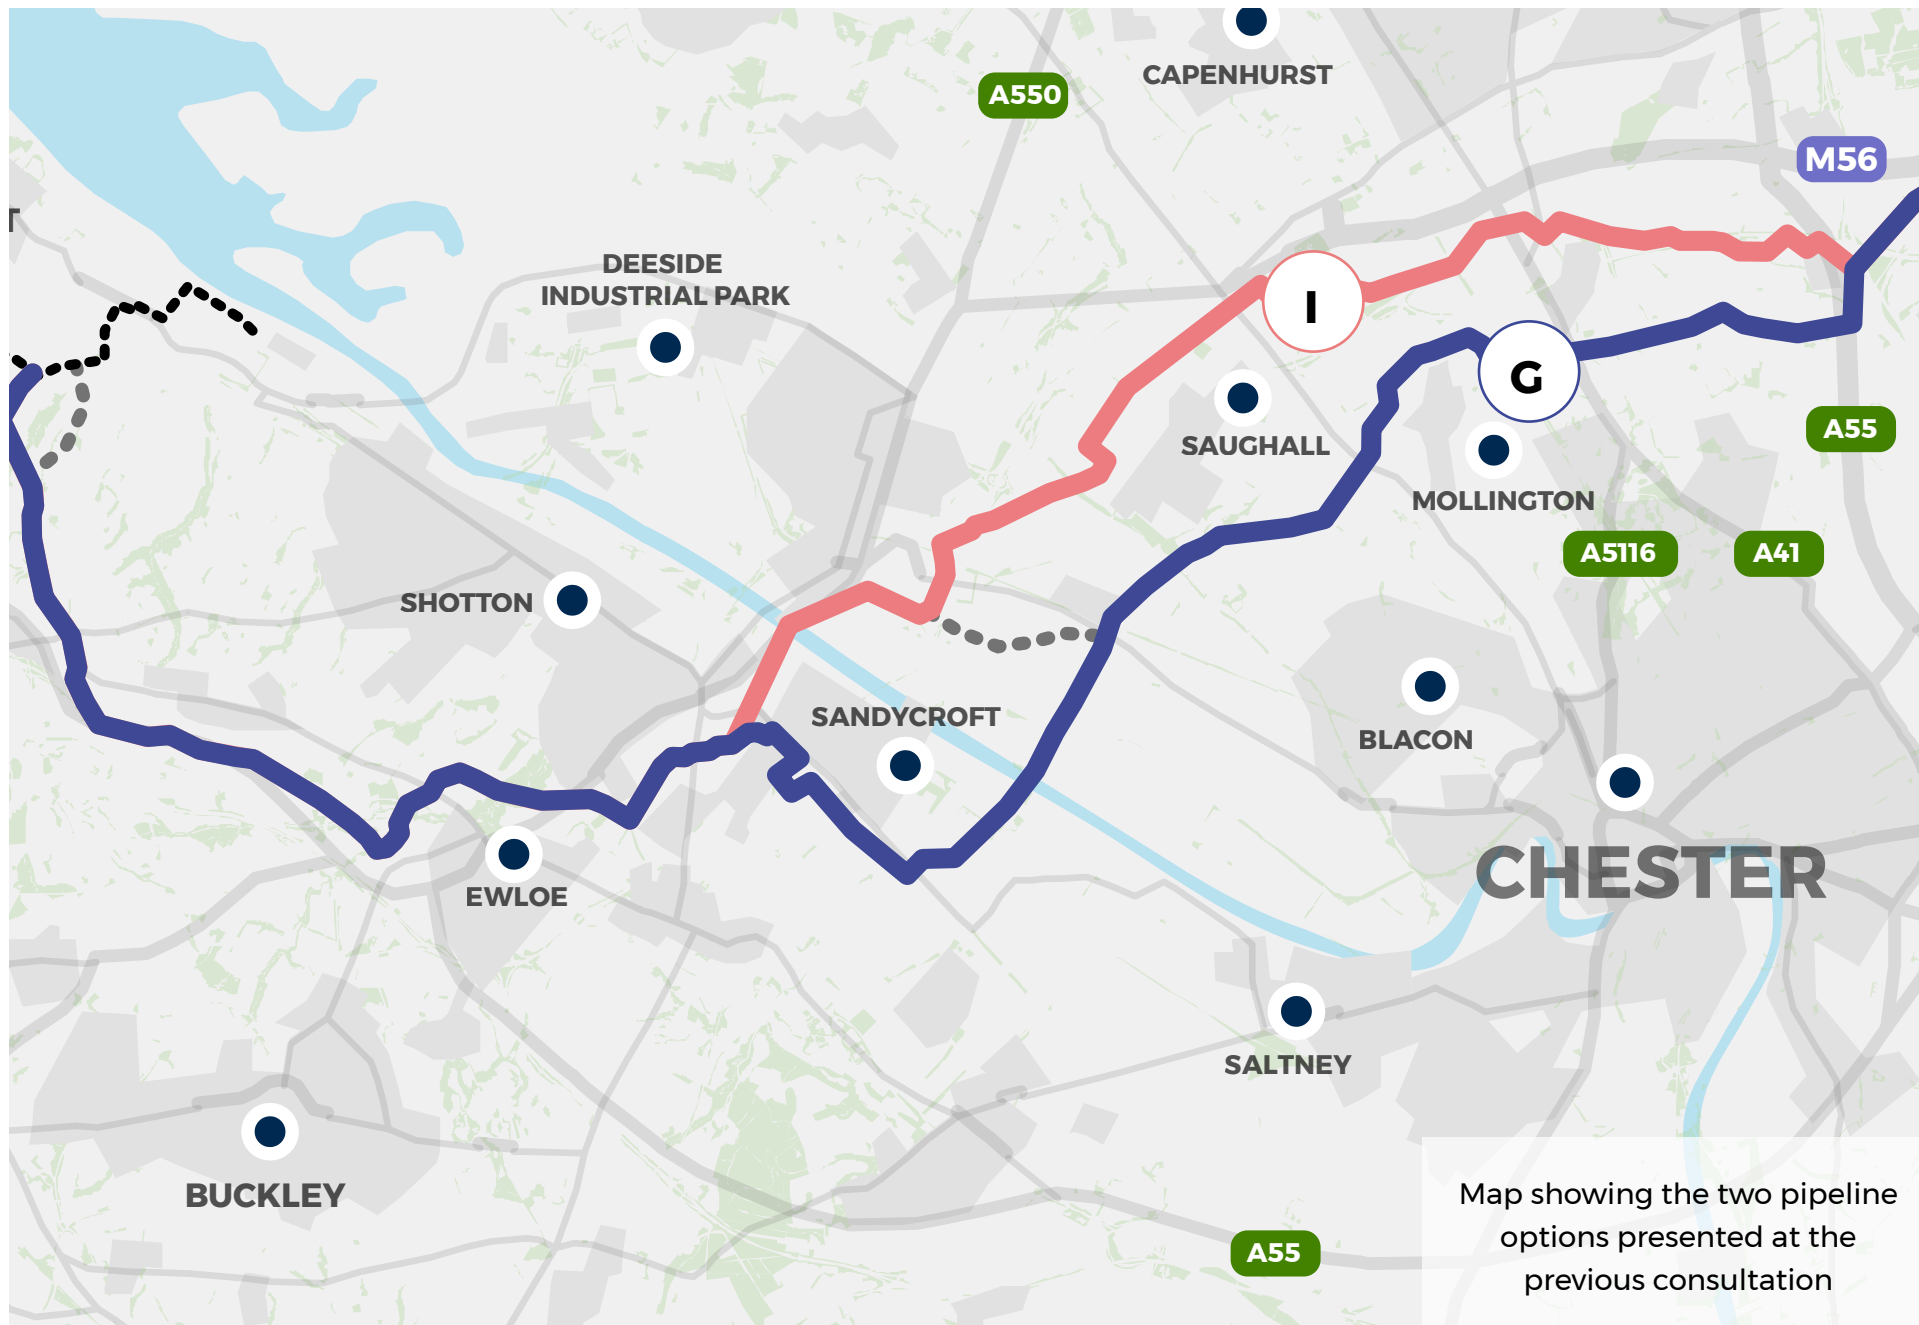 CAPENHURST
A550
M56
T
DEESIDE
INDUSTRIAL PARK
I
G
SAUGHALL
A55
MOLLINGTON
A5116
A41
SHOTTON
SANDYCROFT
BLACON
CHESTER
EWLOE
SALTNEY
BUCKLEY
A55
Map showing the two pipeline
options presented at the
previous consultation